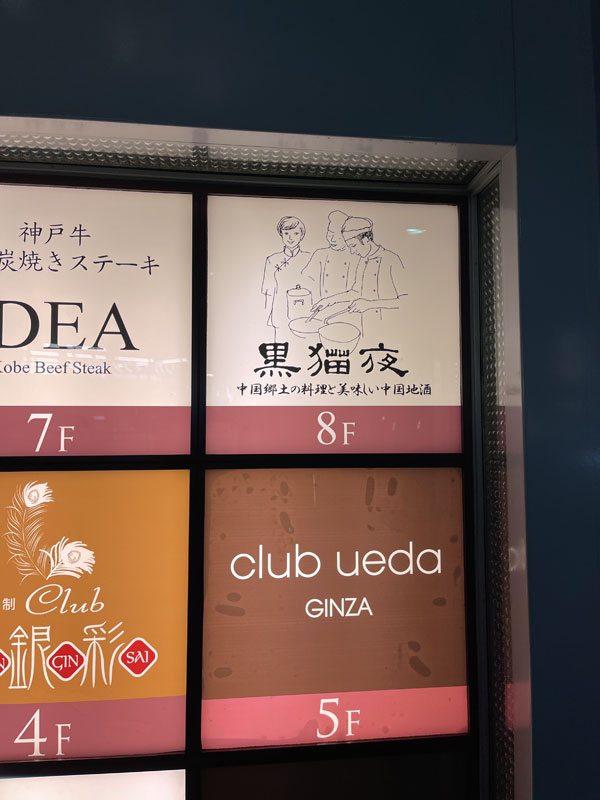 神戸牛
炭焼きステーキ
DEA
Kobe Beef Steak
7F
黒猫夜
中国郷土の料理と美味しい中国地酒
8F
制 Club
銀彩
GIN SAI
4F
club ueda
GINZA
5F